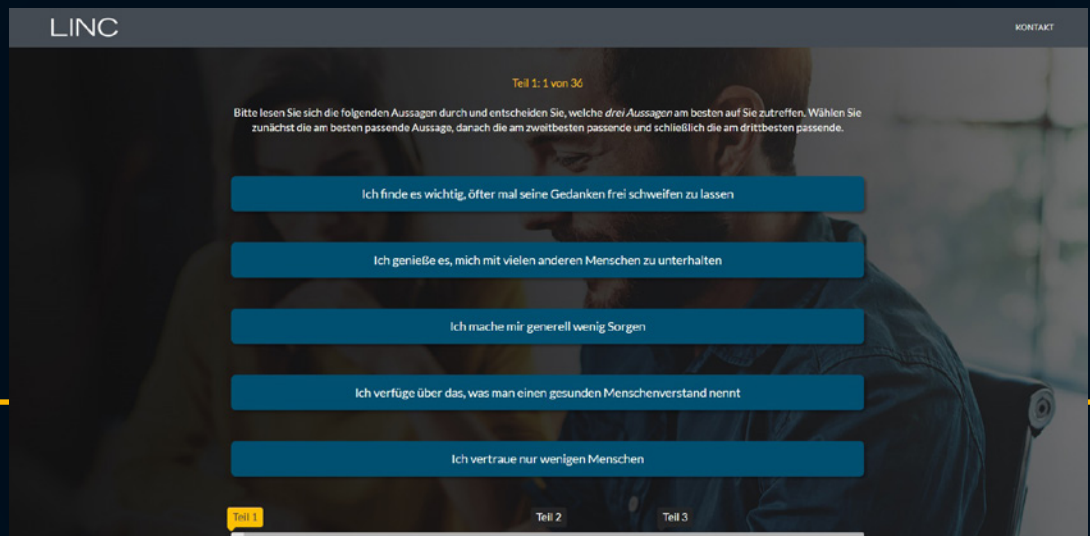 LINC
KONTAKT
Teil 1: 1 von 36
Bitte lesen Sie sich die folgenden Aussagen durch und entscheiden Sie, welche drei Aussagen am besten auf Sie zutreffen. Wählen Sie
zunächst die am besten passende Aussage, danach die am zweitbesten passende und schließlich die am drittbesten passende.
Ich finde es wichtig, öfter mal seine Gedanken frei schweifen zu lassen
Ich genieße es, mich mit vielen anderen Menschen zu unterhalten
Ich mache mir generell wenig Sorgen
Ich verfüge über das, was man einen gesunden Menschenverstand nennt
Ich vertraue nur wenigen Menschen
Teil 1
Teil 2
Teil 3